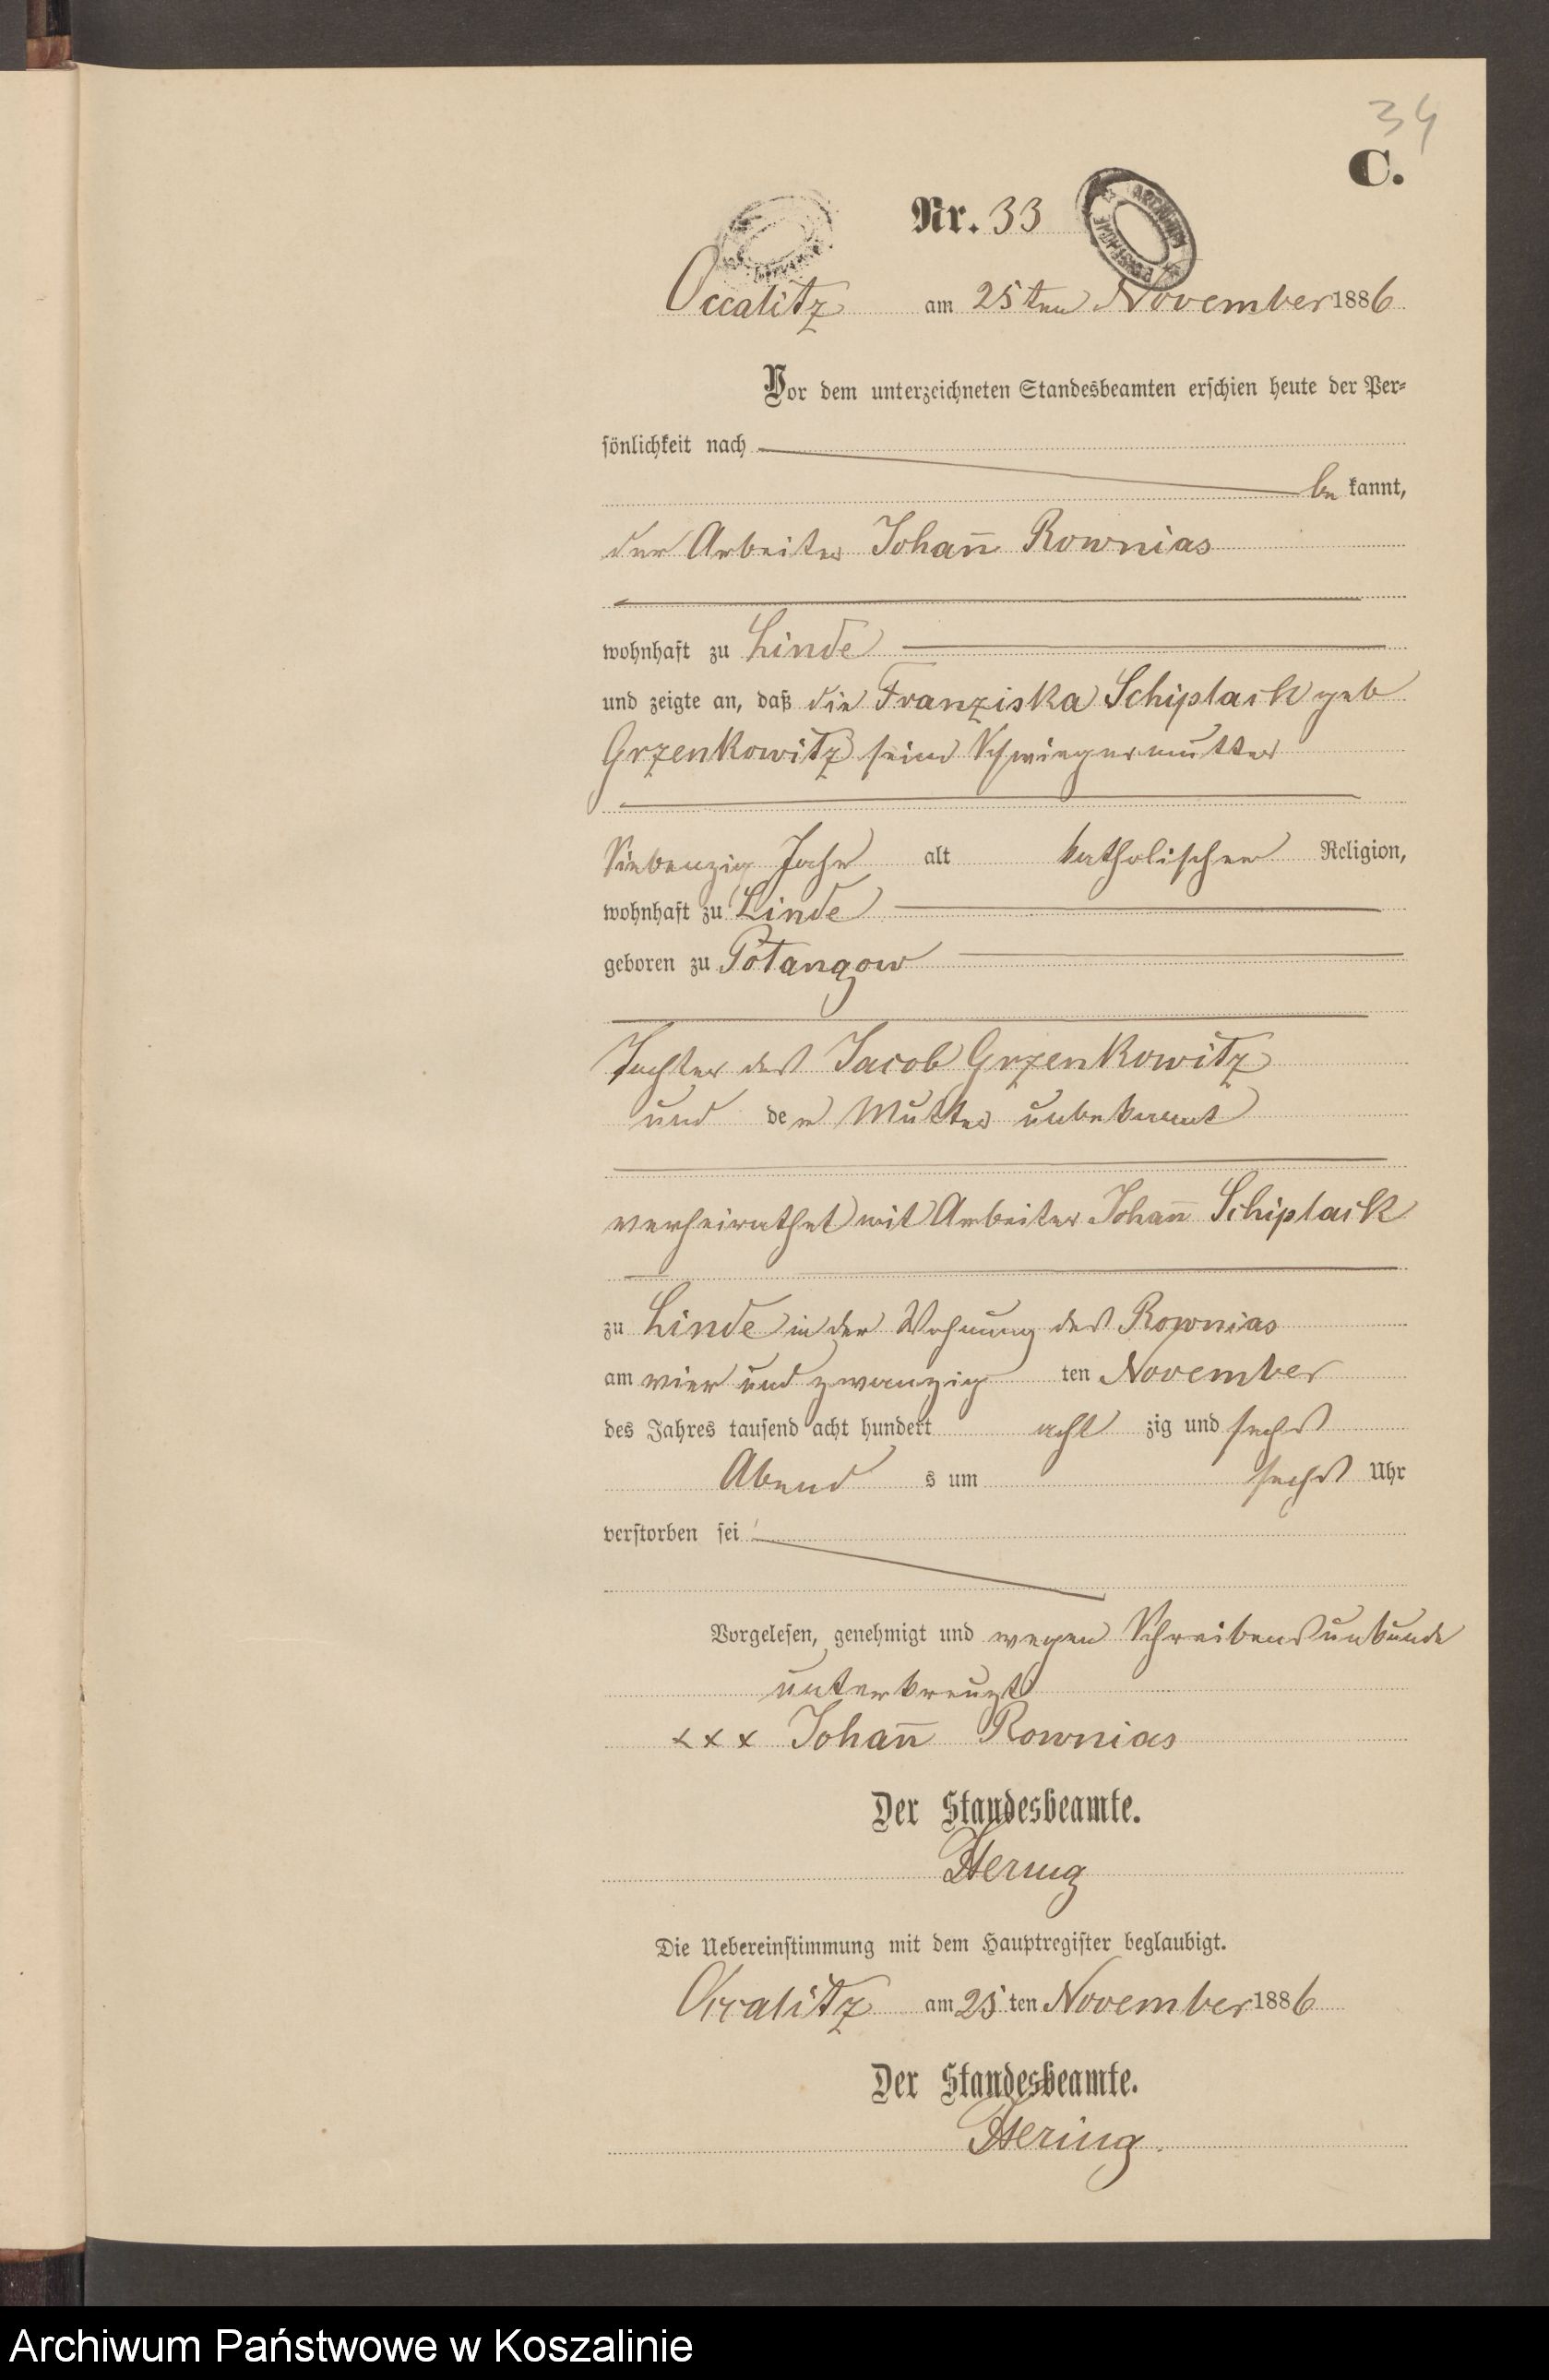 34
C.
Nr. 33
Occalitz am 25ten November 1886
Vor dem unterzeichneten Standesbeamten erschien heute der Per-
sönlichkeit nach
be kannt,
der Arbeiter Johan̅ Rownias
wohnhaft zu Linde
und zeigte an, daß die Franziska Schiplack geb
Grzenkowitz seine Schwiegermutter
Siebenzig Jahr alt katholischer Religion,
wohnhaft zu Linde
geboren zu Potangow
Tochter des Jacob Grzenkowitz
und der Mutter unbekannt
verheirathet mit Arbeiter Johan̅ Schiplack
zu Linde in der Wohnung des Rownias
am vier und zwanzig ten November
des Jahres tausend acht hundert acht zig und sechs
Abend s um sechs Uhr
verstorben sei
Vorgelesen, genehmigt und wegen Schreibensunkunde
unterkreuzt
xxx Johan̅ Rownias
Der Standesbeamte.
Hering
Die Uebereinstimmung mit dem Hauptregister beglaubigt.
Occalitz am 25 ten November 1886
Der Standesbeamte.
Hering.
Archiwum Państwowe w Koszalinie